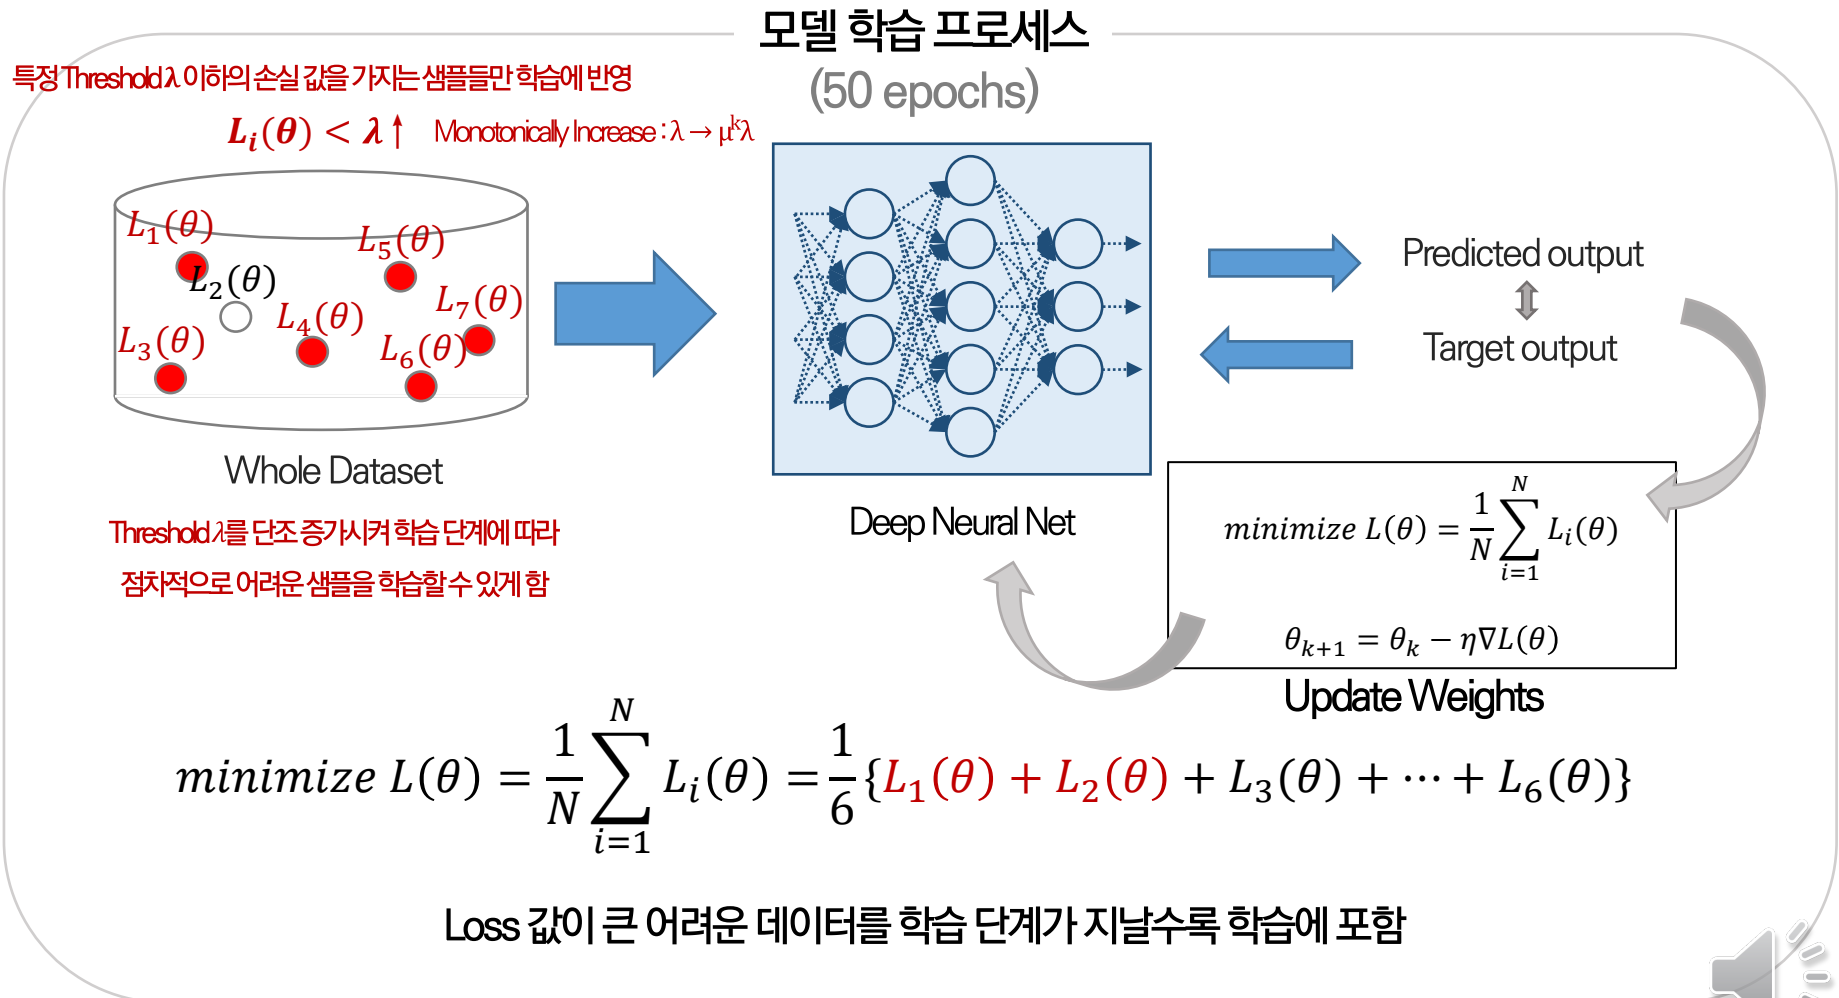 모델 학습 프로세스
(50 epochs)
특정 Threshold λ 이하의 손실 값을 가지는 샘플들만 학습에 반영
L_i(θ) < λ↑ Monotonically Increase : λ → μ^k λ
L_1(θ)
L_5(θ)
L_2(θ)
L_7(θ)
L_4(θ)
L_3(θ)
L_6(θ)
Whole Dataset
Threshold λ를 단조 증가시켜 학습 단계에 따라
점차적으로 어려운 샘플을 학습할 수 있게 함
Deep Neural Net
Predicted output
Target output
minimize L(θ) = \frac{1}{N} \sum_{i=1}^{N} L_i(θ)
θ_{k+1} = θ_k − η∇L(θ)
Update Weights
minimize L(θ) = \frac{1}{N} \sum_{i=1}^{N} L_i(θ) = \frac{1}{6} {L_1(θ) + L_2(θ) + L_3(θ) + ⋯ + L_6(θ)}
Loss 값이 큰 어려운 데이터를 학습 단계가 지날수록 학습에 포함